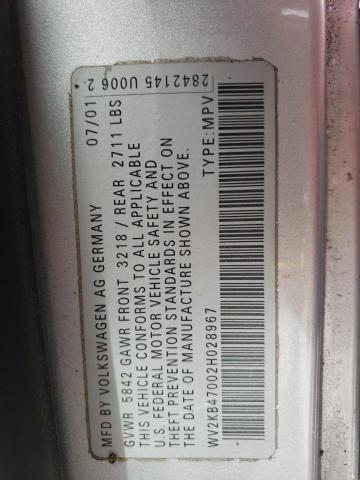 MFD BY VOLKSWAGEN AG GERMANY 07/01
GVWR 5842 GAWR FRONT 3218 / REAR 2711 LBS
THIS VEHICLE CONFORMS TO ALL APPLICABLE
U.S. FEDERAL MOTOR VEHICLE SAFETY AND
THEFT PREVENTION STANDARDS IN EFFECT ON
THE DATE OF MANUFACTURE SHOWN ABOVE.
WV2KB47002H028967 TYPE:MPV
2842145 U006 2